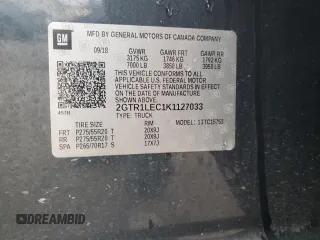 GM
MFD BY GENERAL MOTORS OF CANADA COMPANY
09/18 GVWR GAWR FRT GAWR RR
3175 KG 1746 KG 1792 KG
7000 LB 3850 LB 3950 LB
THIS VEHICLE CONFORMS TO ALL APPLICABLE
U.S. FEDERAL MOTOR VEHICLE SAFETY
STANDARDS IN EFFECT ON THE DATE OF
MANUFACTURE SHOWN ABOVE.
2GTR1LEC1K1127033
TYPE: TRUCK
TIRE SIZE RIM
FRT P275/55R20 T 20X9J
RR P275/55R20 T 20X9J
SPA P265/70R17 S 17X7J
DREAMBID